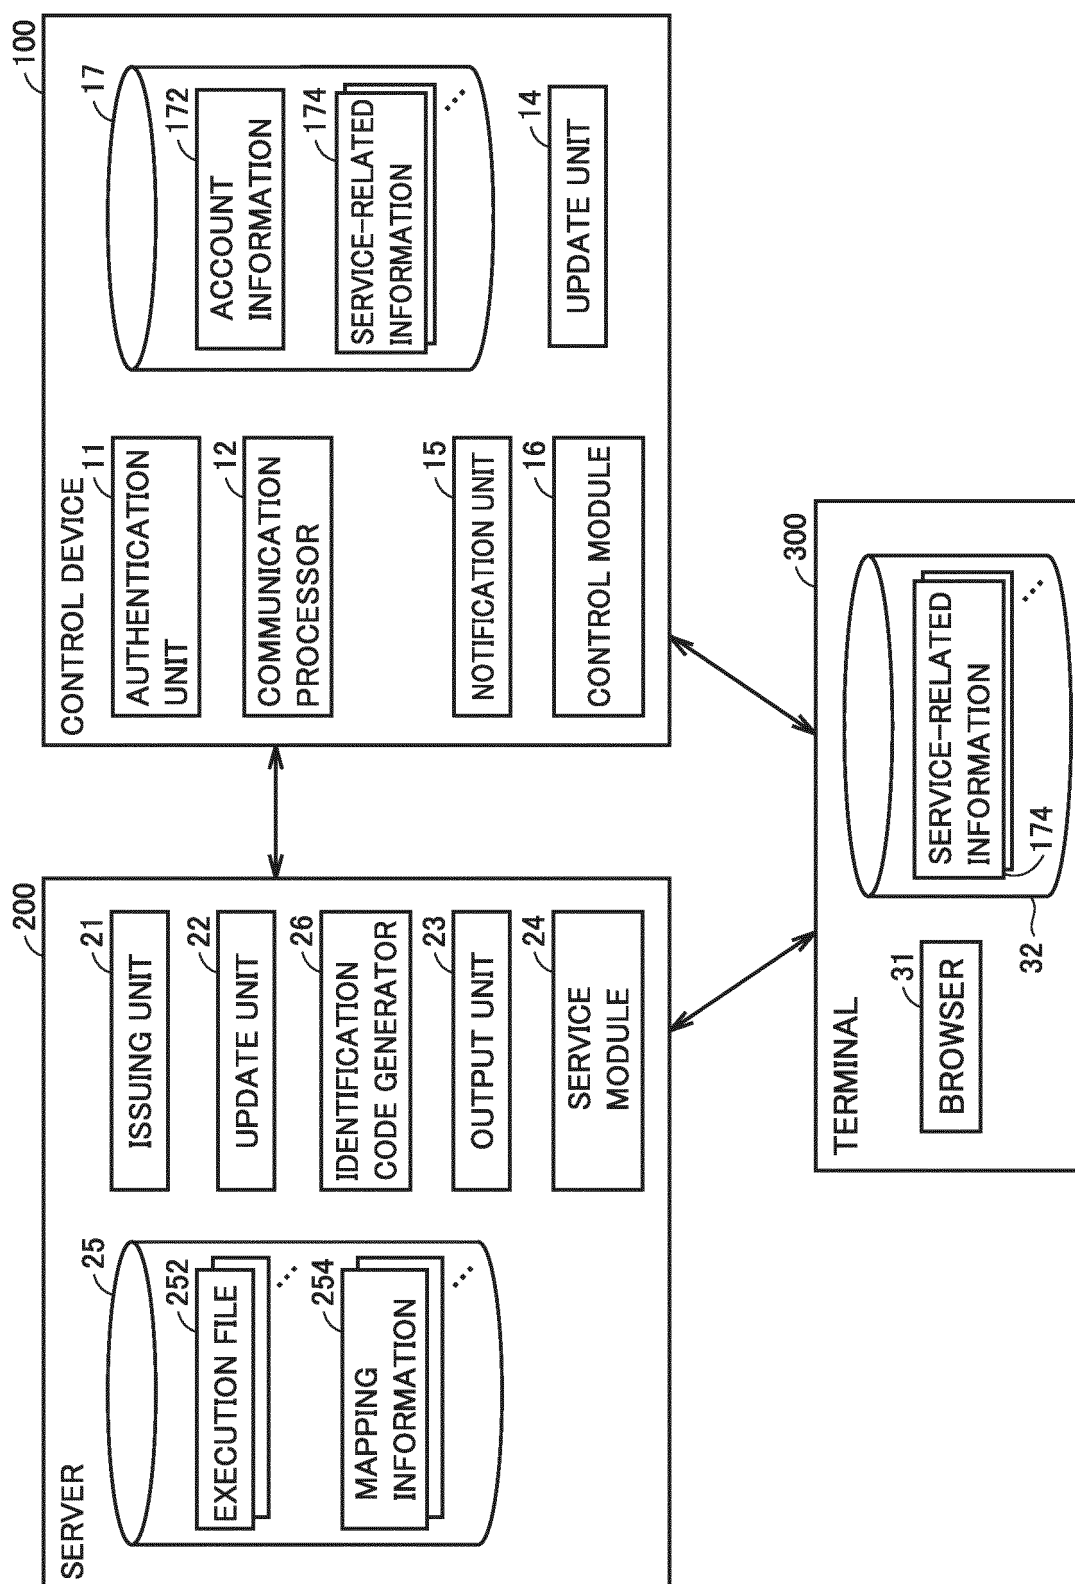 SERVER
200
25
252
EXECUTION FILE
254
MAPPING
INFORMATION
21
ISSUING UNIT
22
UPDATE UNIT
26
IDENTIFICATION
CODE GENERATOR
23
OUTPUT UNIT
24
SERVICE
MODULE
CONTROL DEVICE
100
11
AUTHENTICATION
UNIT
12
COMMUNICATION
PROCESSOR
15
NOTIFICATION UNIT
16
CONTROL MODULE
17
172
ACCOUNT
INFORMATION
174
SERVICE-RELATED
INFORMATION
14
UPDATE UNIT
TERMINAL
300
31
BROWSER
32
SERVICE-RELATED
INFORMATION
174